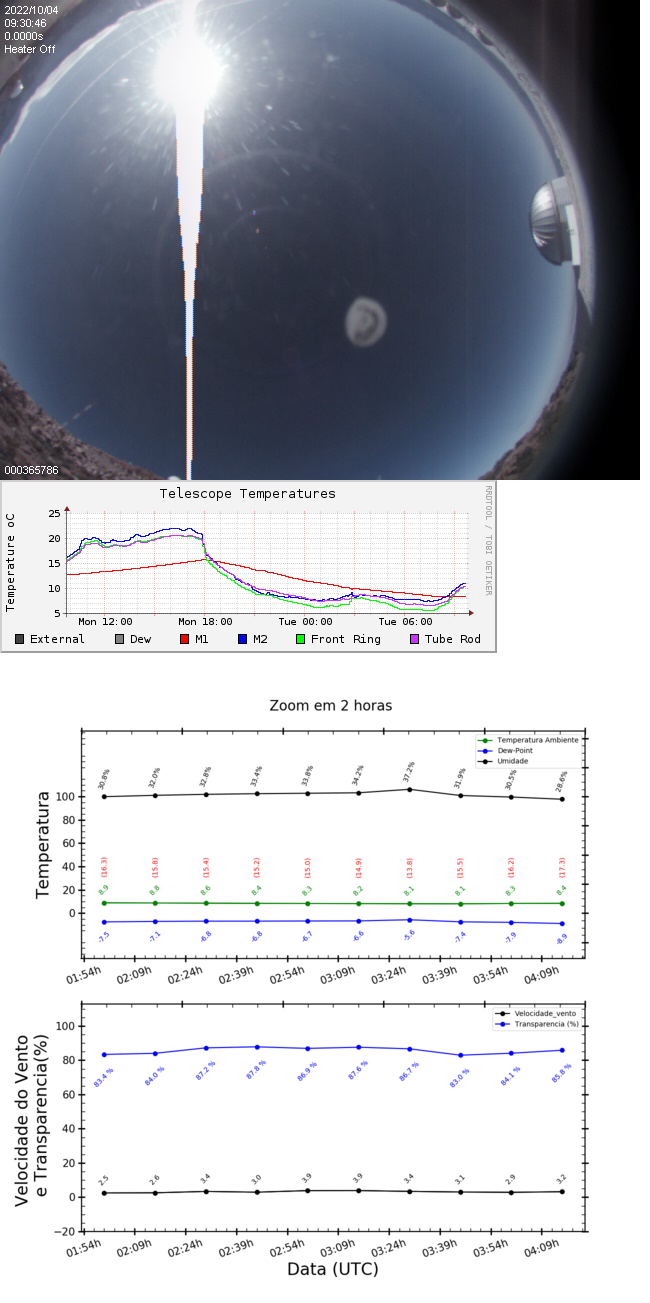 2022/10/04
09:30:46
0.0000s
Heater Off
000365786
Telescope Temperatures
RRDTOOL / TOBI OETIKER
Temperature oC
25
20
15
10
5
Mon 12:00 Mon 18:00 Tue 00:00 Tue 06:00
External Dew M1 M2 Front Ring Tube Rod
Zoom em 2 horas
Temperatura Ambiente
Dew-Point
Umidade
Temperatura
100
80
60
40
20
0
30.8% 32.0% 32.8% 33.4% 33.8% 34.2% 37.2% 31.9% 30.5% 28.6%
(16.3) (15.8) (15.4) (15.2) (15.0) (14.9) (13.8) (15.5) (16.2) (17.3)
8.9 8.8 8.6 8.4 8.3 8.2 8.1 8.1 8.3 8.4
-7.5 -7.1 -6.8 -6.8 -6.7 -6.6 -5.6 -7.4 -7.9 -8.9
01:54h 02:09h 02:24h 02:39h 02:54h 03:09h 03:24h 03:39h 03:54h 04:09h
Velocidade_vento
Transparencia (%)
Velocidade do Vento
e Transparencia(%)
100
80
60
40
20
0
−20
83.4 % 84.0 % 87.2 % 87.8 % 86.9 % 87.6 % 86.7 % 83.0 % 84.1 % 85.8 %
2.5 2.6 3.4 3.0 3.9 3.9 3.4 3.1 2.9 3.2
01:54h 02:09h 02:24h 02:39h 02:54h 03:09h 03:24h 03:39h 03:54h 04:09h
Data (UTC)